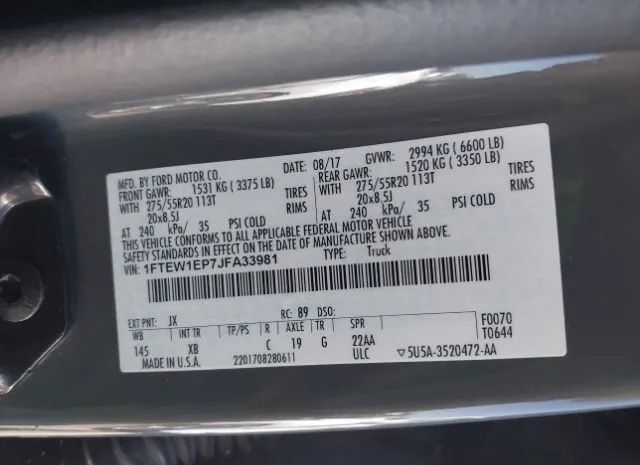 MFD. BY FORD MOTOR CO. DATE: 08/17 GVWR: 2994 KG ( 6600 LB)
FRONT GAWR: 1531 KG ( 3375 LB) REAR GAWR: 1520 KG ( 3350 LB)
WITH 275/55R20 113T TIRES WITH 275/55R20 113T TIRES
20x8.5J RIMS 20x8.5J RIMS
AT 240 kPa/ 35 PSI COLD AT 240 kPa/ 35 PSI COLD
THIS VEHICLE CONFORMS TO ALL APPLICABLE FEDERAL MOTOR VEHICLE
SAFETY STANDARDS IN EFFECT ON THE DATE OF MANUFACTURE SHOWN ABOVE.
VIN: 1FTEW1EP7JFA33981 TYPE: Truck
EXT PNT: JX RC: 89 DSO: F0070
WB INT TR TP/PS R AXLE TR SPR T0644
145 XB C 19 G 22AA
MADE IN U.S.A. 2201708280611 ULC ▽5U5A-3520472-AA